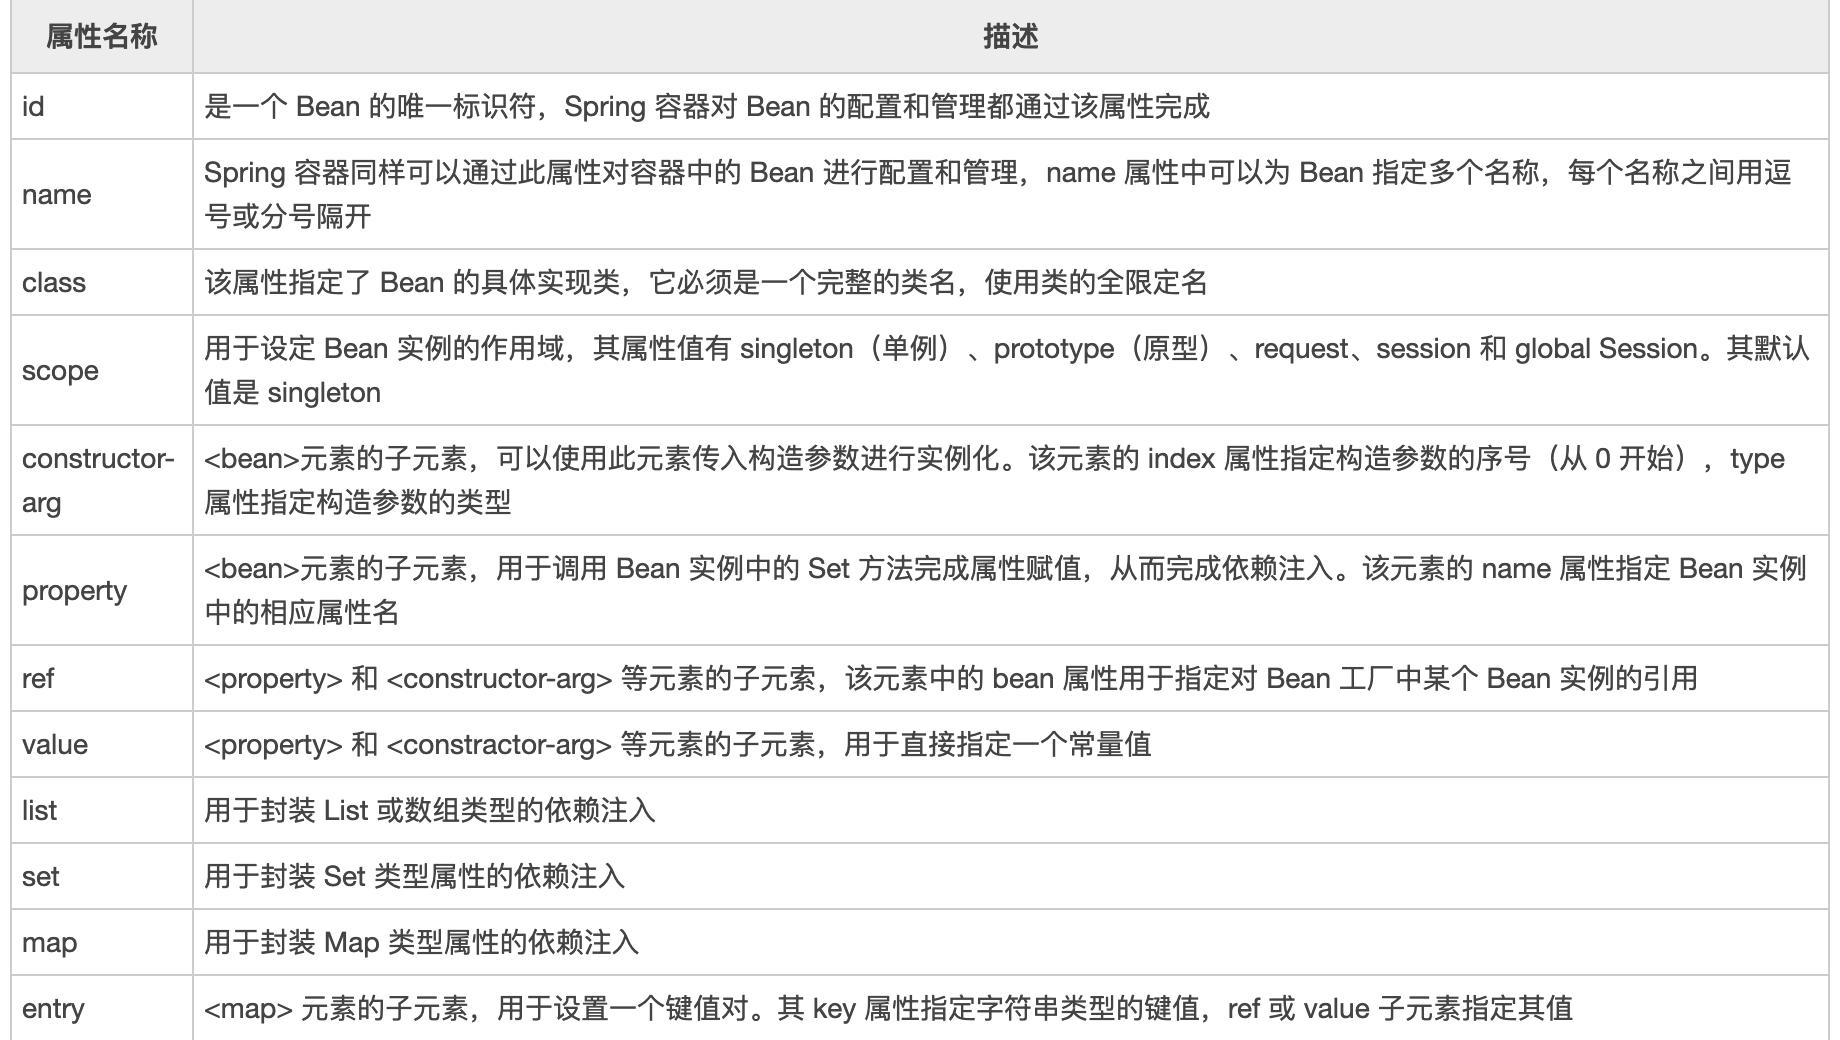 属性名称 描述
id 是一个 Bean 的唯一标识符，Spring 容器对 Bean 的配置和管理都通过该属性完成
name Spring 容器同样可以通过此属性对容器中的 Bean 进行配置和管理，name 属性中可以为 Bean 指定多个名称，每个名称之间用逗
号或分号隔开
class 该属性指定了 Bean 的具体实现类，它必须是一个完整的类名，使用类的全限定名
scope 用于设定 Bean 实例的作用域，其属性值有 singleton（单例）、prototype（原型）、request、session 和 global Session。其默认
值是 singleton
constructor- <bean>元素的子元素，可以使用此元素传入构造参数进行实例化。该元素的 index 属性指定构造参数的序号（从 0 开始），type
arg 属性指定构造参数的类型
property <bean>元素的子元素，用于调用 Bean 实例中的 Set 方法完成属性赋值，从而完成依赖注入。该元素的 name 属性指定 Bean 实例
中的相应属性名
ref <property> 和 <constructor-arg> 等元素的子元索，该元素中的 bean 属性用于指定对 Bean 工厂中某个 Bean 实例的引用
value <property> 和 <constractor-arg> 等元素的子元素，用于直接指定一个常量值
list 用于封装 List 或数组类型的依赖注入
set 用于封装 Set 类型属性的依赖注入
map 用于封装 Map 类型属性的依赖注入
entry <map> 元素的子元素，用于设置一个键值对。其 key 属性指定字符串类型的键值，ref 或 value 子元素指定其值